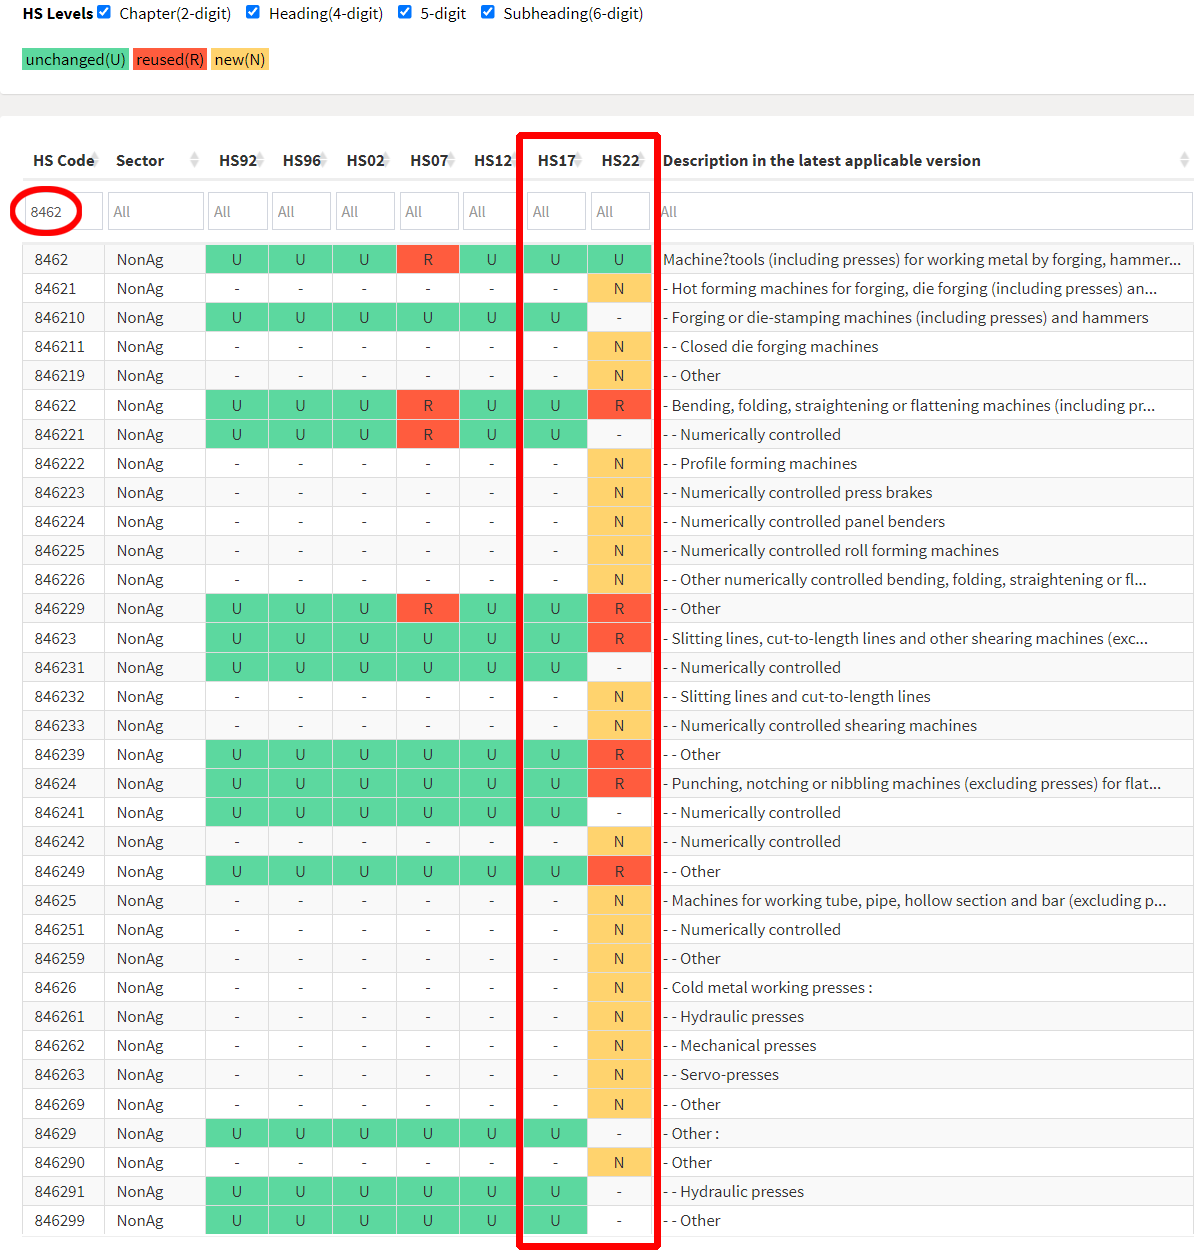 HS Levels Chapter(2-digit) Heading(4-digit) 5-digit Subheading(6-digit)
unchanged(U) reused(R) new(N)
HS Code Sector HS92 HS96 HS02 HS07 HS12 HS17 HS22 Description in the latest applicable version
8462 All All All All All All All All All
8462 NonAg U U U R U U U Machine?tools (including presses) for working metal by forging, hammer...
84621 NonAg - - - - - - N - Hot forming machines for forging, die forging (including presses) an...
846210 NonAg U U U U U U - - Forging or die-stamping machines (including presses) and hammers
846211 NonAg - - - - - - N - - Closed die forging machines
846219 NonAg - - - - - - N - - Other
84622 NonAg U U U R U U R - Bending, folding, straightening or flattening machines (including pr...
846221 NonAg U U U R U U - - - Numerically controlled
846222 NonAg - - - - - - N - - Profile forming machines
846223 NonAg - - - - - - N - - Numerically controlled press brakes
846224 NonAg - - - - - - N - - Numerically controlled panel benders
846225 NonAg - - - - - - N - - Numerically controlled roll forming machines
846226 NonAg - - - - - - N - - Other numerically controlled bending, folding, straightening or fl...
846229 NonAg U U U R U U R - - Other
84623 NonAg U U U U U U R - Slitting lines, cut-to-length lines and other shearing machines (exc...
846231 NonAg U U U U U U - - - Numerically controlled
846232 NonAg - - - - - - N - - Slitting lines and cut-to-length lines
846233 NonAg - - - - - - N - - Numerically controlled shearing machines
846239 NonAg U U U U U U R - - Other
84624 NonAg U U U U U U R - Punching, notching or nibbling machines (excluding presses) for flat...
846241 NonAg U U U U U U - - - Numerically controlled
846242 NonAg - - - - - - N - - Numerically controlled
846249 NonAg U U U U U U R - - Other
84625 NonAg - - - - - - N - Machines for working tube, pipe, hollow section and bar (excluding p...
846251 NonAg - - - - - - N - - Numerically controlled
846259 NonAg - - - - - - N - - Other
84626 NonAg - - - - - - N - Cold metal working presses :
846261 NonAg - - - - - - N - - Hydraulic presses
846262 NonAg - - - - - - N - - Mechanical presses
846263 NonAg - - - - - - N - - Servo-presses
846269 NonAg - - - - - - N - - Other
84629 NonAg U U U U U U - - Other :
846290 NonAg - - - - - - N - Other
846291 NonAg U U U U U U - - - Hydraulic presses
846299 NonAg U U U U U U - - - Other